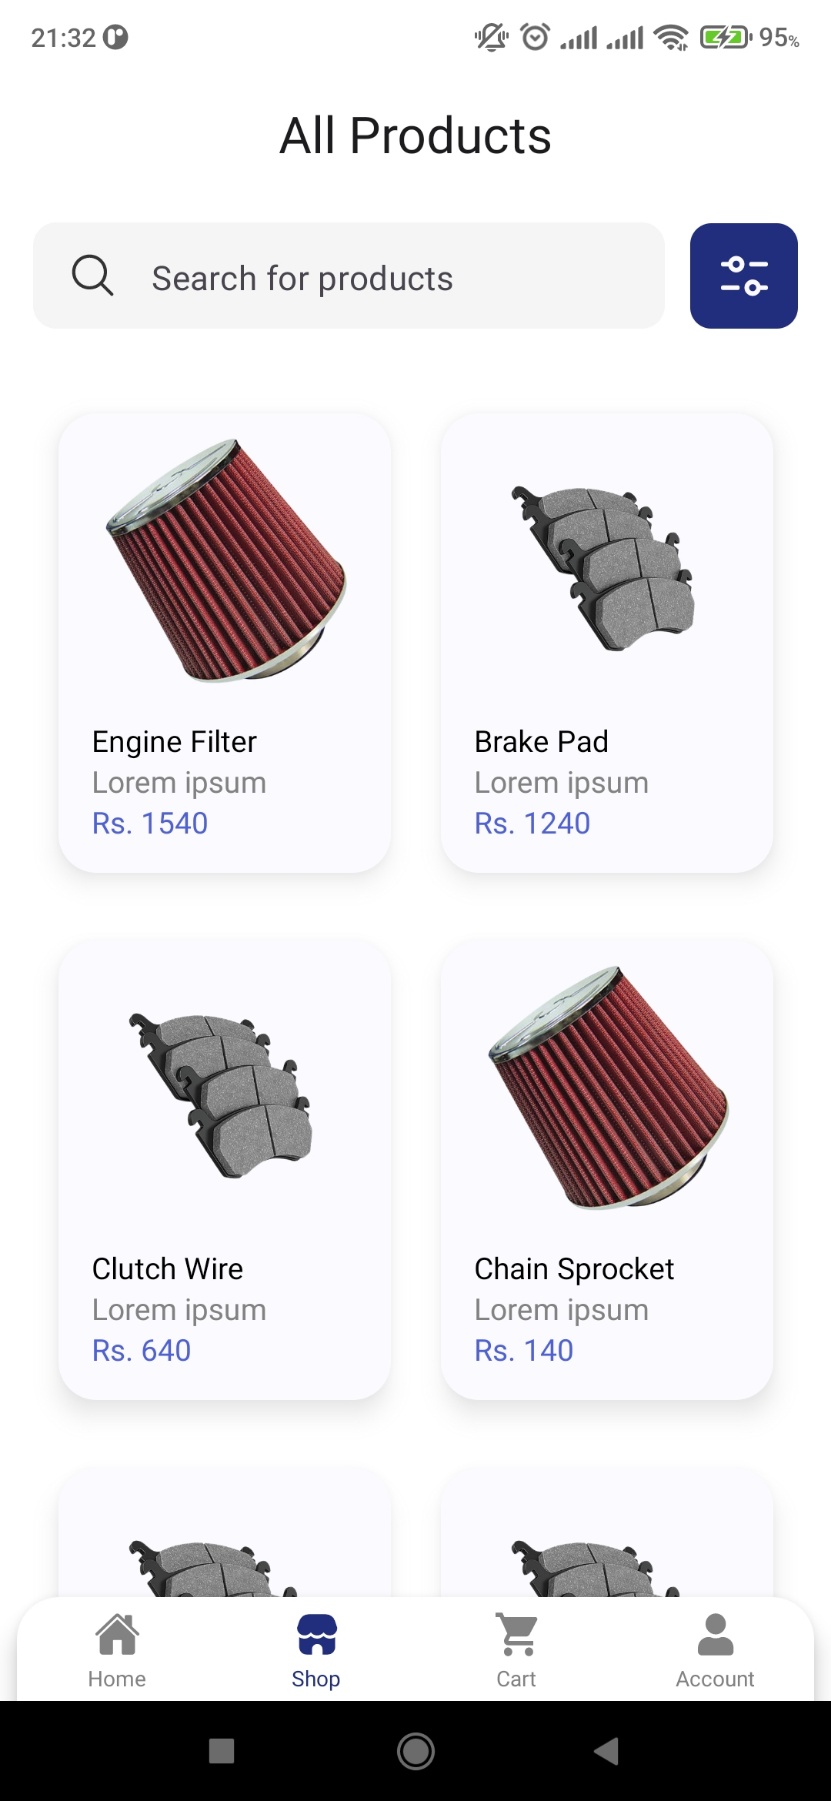 21:32
95%
All Products
Search for products
Engine Filter
Lorem ipsum
Rs. 1540
Brake Pad
Lorem ipsum
Rs. 1240
Clutch Wire
Lorem ipsum
Rs. 640
Chain Sprocket
Lorem ipsum
Rs. 140
Home
Shop
Cart
Account